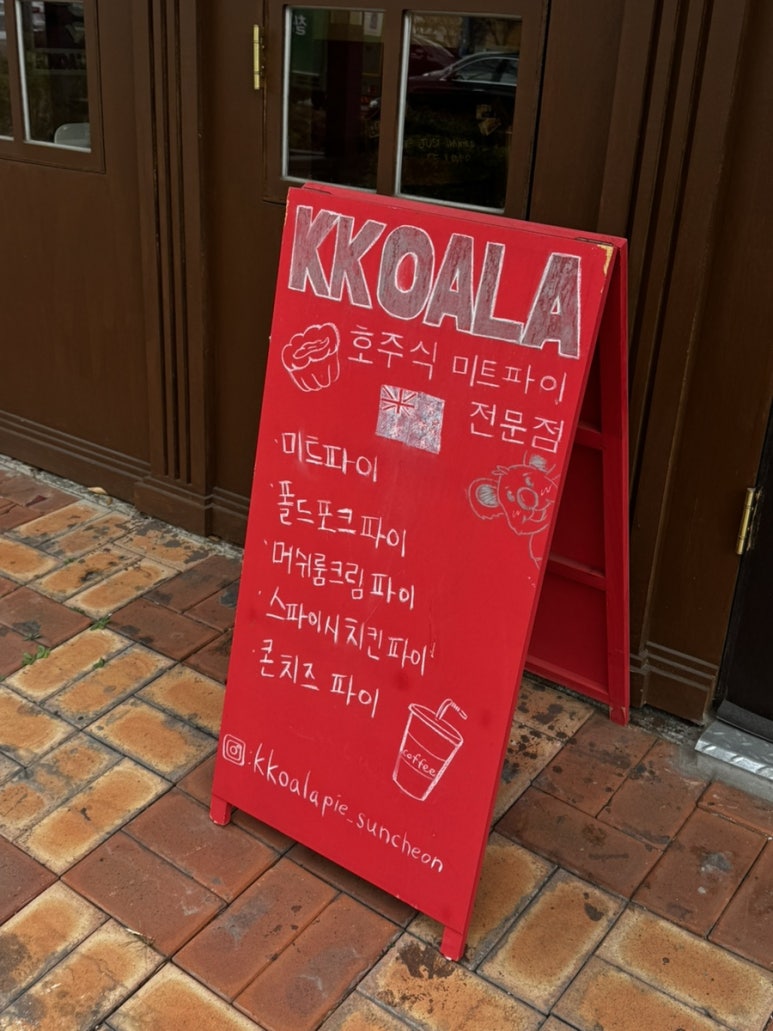 KKOALA
호주식 미트파이
전문점
· 미트파이
· 풀드포크파이
· 머쉬룸크림파이
· 스파이시치킨파이
· 콘치즈 파이
coffee
: kkoalapie_suncheon